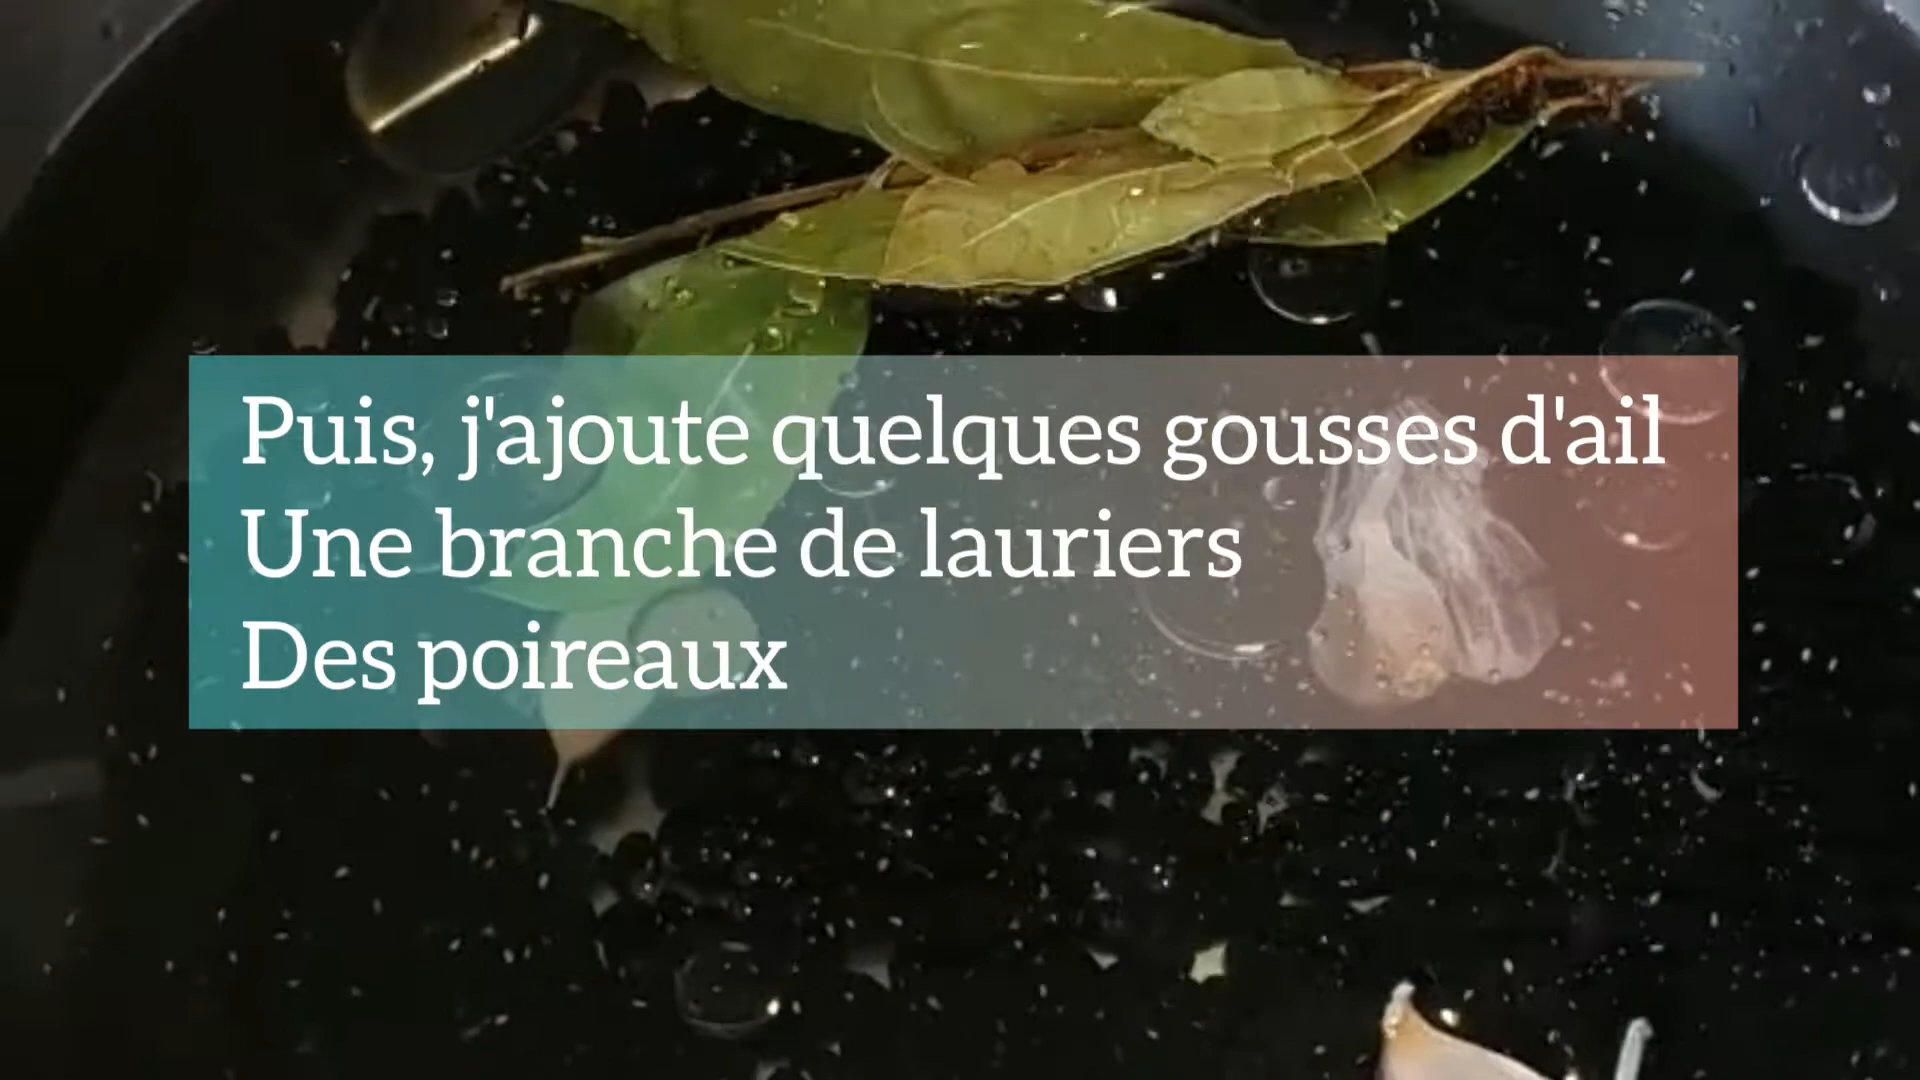 Puis, j'ajoute quelques gousses d'ail
Une branche de lauriers
Des poireaux